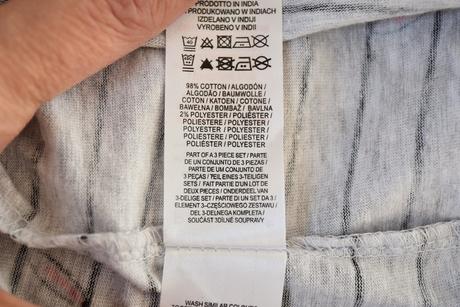 PRODOTTO IN INDIA
PRODUKOWANO W INDIACH
IZDELANO V INDIJI
VYROBENO V INDII
40
98% COTTON / ALGODÓN /
ALGODÃO / BAUMWOLLE /
COTON / KATOEN / COTONE /
BAWEŁNA / BOMBAŽ / BAVLNA
2% POLYESTER / POLIÉSTER /
POLIESTERE / POLYESTER /
POLYESTER / POLYESTER /
POLIESTERE / POLIESTER /
POLIESTER / POLYESTER
PART OF A 3 PIECE SET / PARTE
DE UN CONJUNTO DE 3 PIEZAS /
PARTE DE UM CONJUNTO DE
3 PEÇAS / TEIL EINES 3-TEILIGEN
SETS / FAIT PARTIE D'UN LOT DE
DEUX PIECES / ONDERDEEL VAN
3-DELIGE SET / PARTE DI UN SET DA 3 /
ELEMENT 3-CZĘŚCIOWEGO ZESTAWU /
DEL 3-DELNEGA KOMPLETA /
SOUČÁST 3DÍLNÉ SOUPRAVY
WASH SIMILAR COLOURS